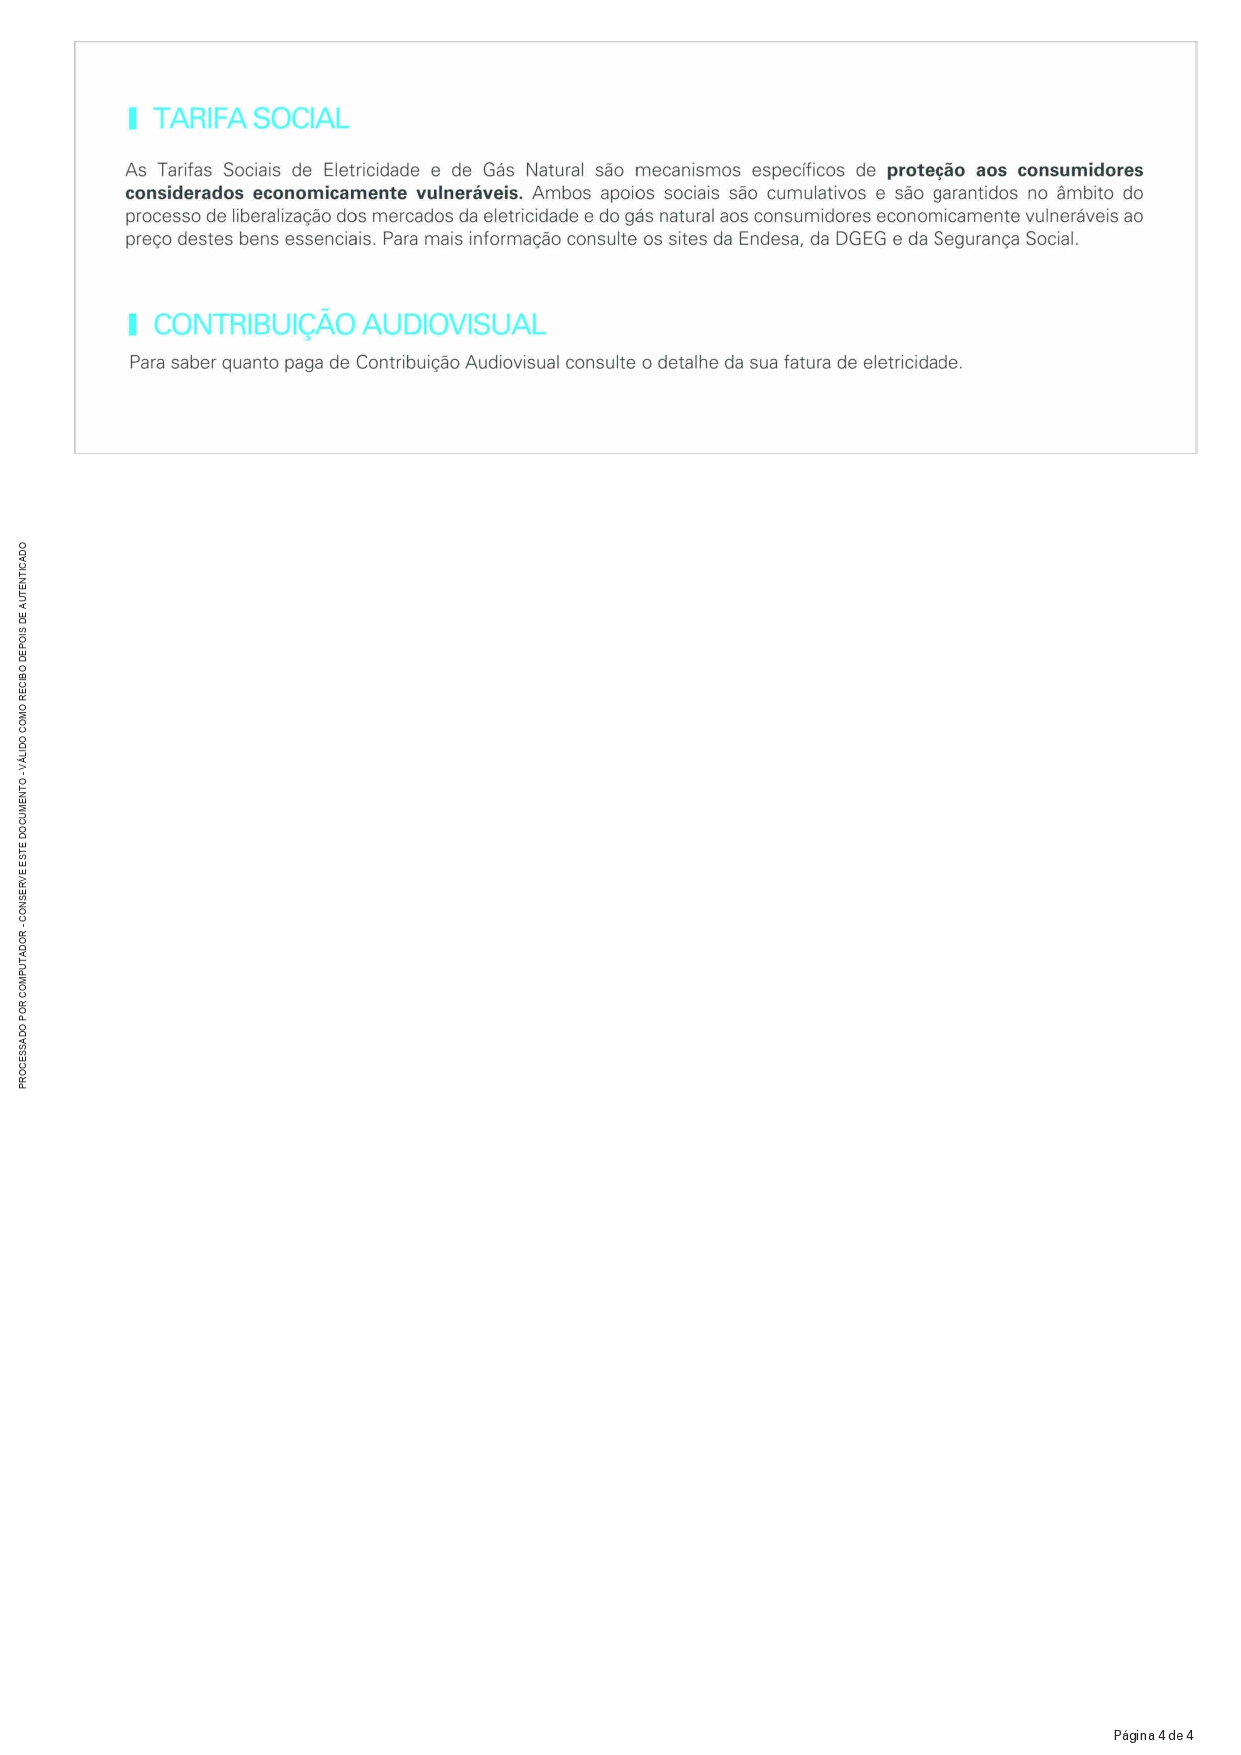 TARIFA SOCIAL
As Tarifas Sociais de Eletricidade e de Gás Natural são mecanismos específicos de proteção aos consumidores
considerados economicamente vulneráveis. Ambos apoios sociais são cumulativos e são garantidos no âmbito do
processo de liberalização dos mercados da eletricidade e do gás natural aos consumidores economicamente vulneráveis ao
preço destes bens essenciais. Para mais informação consulte os sites da Endesa, da DGEG e da Segurança Social.
CONTRIBUIÇÃO AUDIOVISUAL
Para saber quanto paga de Contribuição Audiovisual consulte o detalhe da sua fatura de eletricidade.
PROCESSADO POR COMPUTADOR - CONSERVE ESTE DOCUMENTO - VÁLIDO COMO RECIBO DEPOIS DE AUTENTICADO
Página 4 de 4